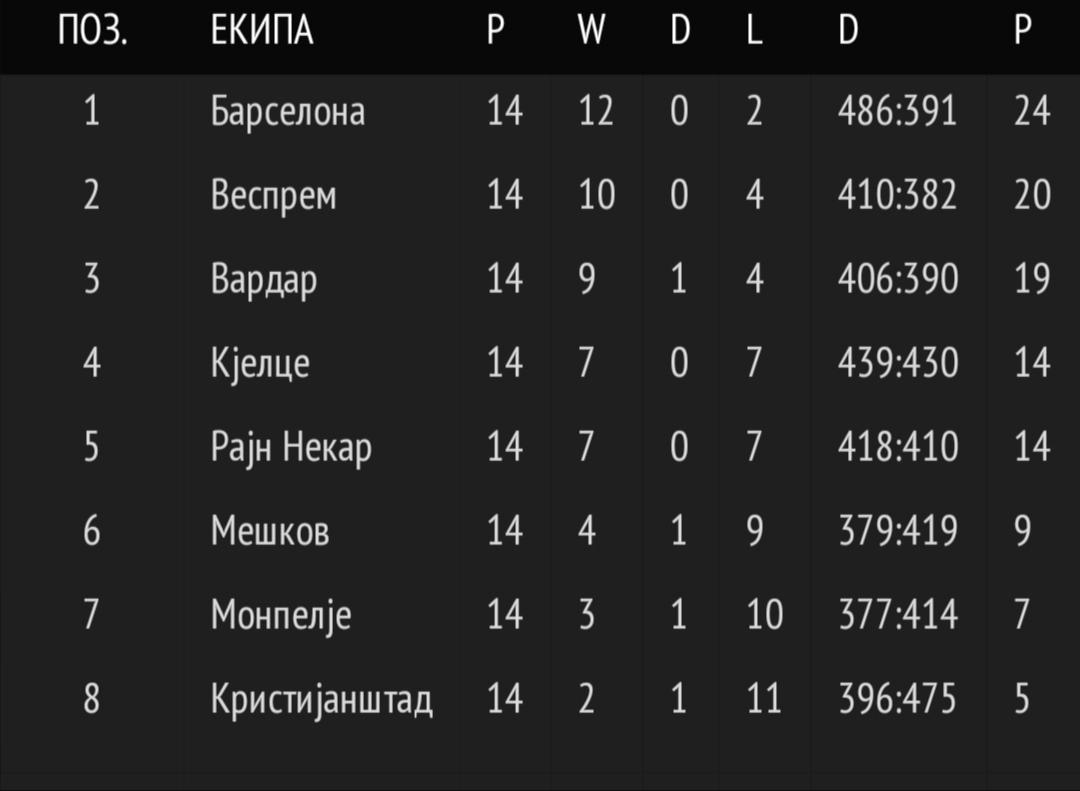 ПОЗ. ЕКИПА P W D L D P
1 Барселона 14 12 0 2 486:391 24
2 Веспрем 14 10 0 4 410:382 20
3 Вардар 14 9 1 4 406:390 19
4 Кјелце 14 7 0 7 439:430 14
5 Рајн Некар 14 7 0 7 418:410 14
6 Мешков 14 4 1 9 379:419 9
7 Монпелје 14 3 1 10 377:414 7
8 Кристијанштад 14 2 1 11 396:475 5